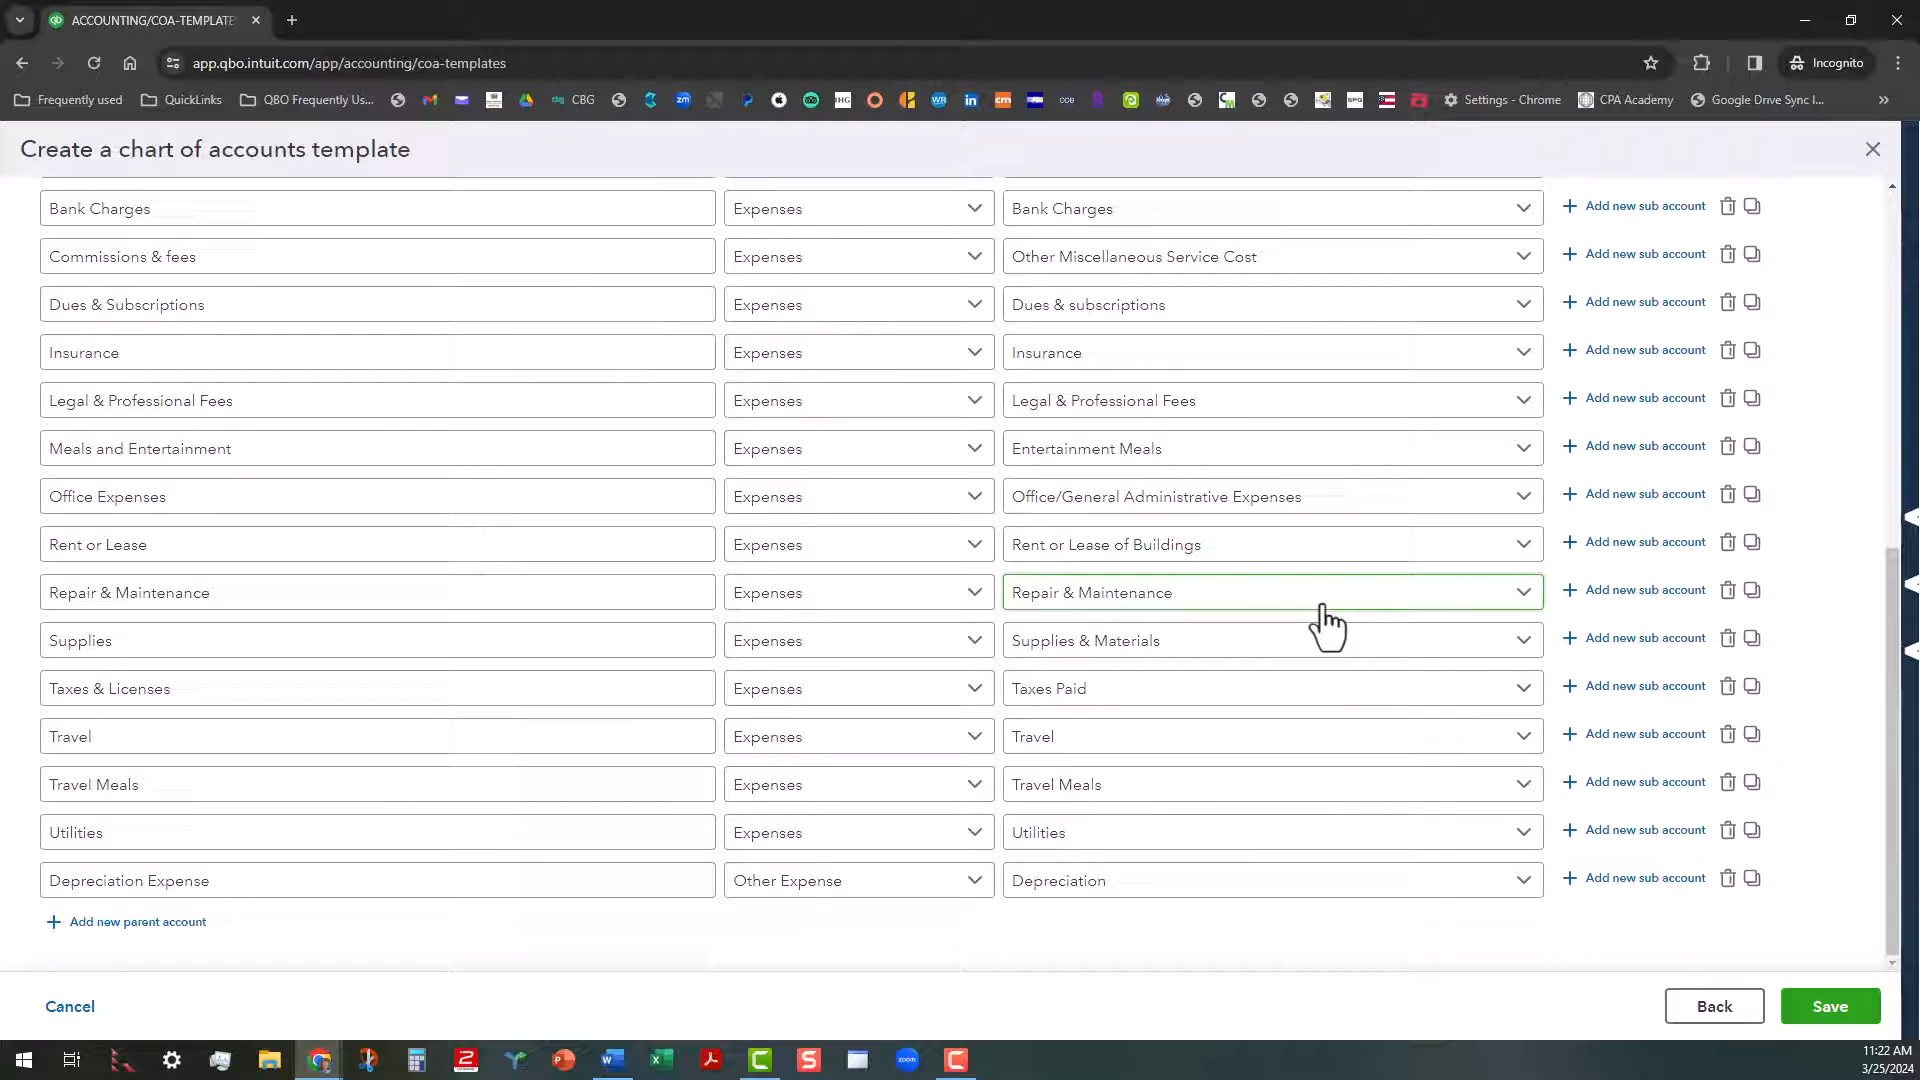 ACCOUNTING/COA-TEMPLATE
app.qbo.intuit.com/app/accounting/coa-templates
Incognito
Frequently used
QuickLinks
QBO Frequently Us...
CBG
Settings - Chrome
CPA Academy
Google Drive Sync I...
Create a chart of accounts template
Bank Charges Expenses Bank Charges Add new sub account
Commissions & fees Expenses Other Miscellaneous Service Cost Add new sub account
Dues & Subscriptions Expenses Dues & subscriptions Add new sub account
Insurance Expenses Insurance Add new sub account
Legal & Professional Fees Expenses Legal & Professional Fees Add new sub account
Meals and Entertainment Expenses Entertainment Meals Add new sub account
Office Expenses Expenses Office/General Administrative Expenses Add new sub account
Rent or Lease Expenses Rent or Lease of Buildings Add new sub account
Repair & Maintenance Expenses Repair & Maintenance Add new sub account
Supplies Expenses Supplies & Materials Add new sub account
Taxes & Licenses Expenses Taxes Paid Add new sub account
Travel Expenses Travel Add new sub account
Travel Meals Expenses Travel Meals Add new sub account
Utilities Expenses Utilities Add new sub account
Depreciation Expense Other Expense Depreciation Add new sub account
Add new parent account
Cancel
Back
Save
11:22 AM
3/25/2024